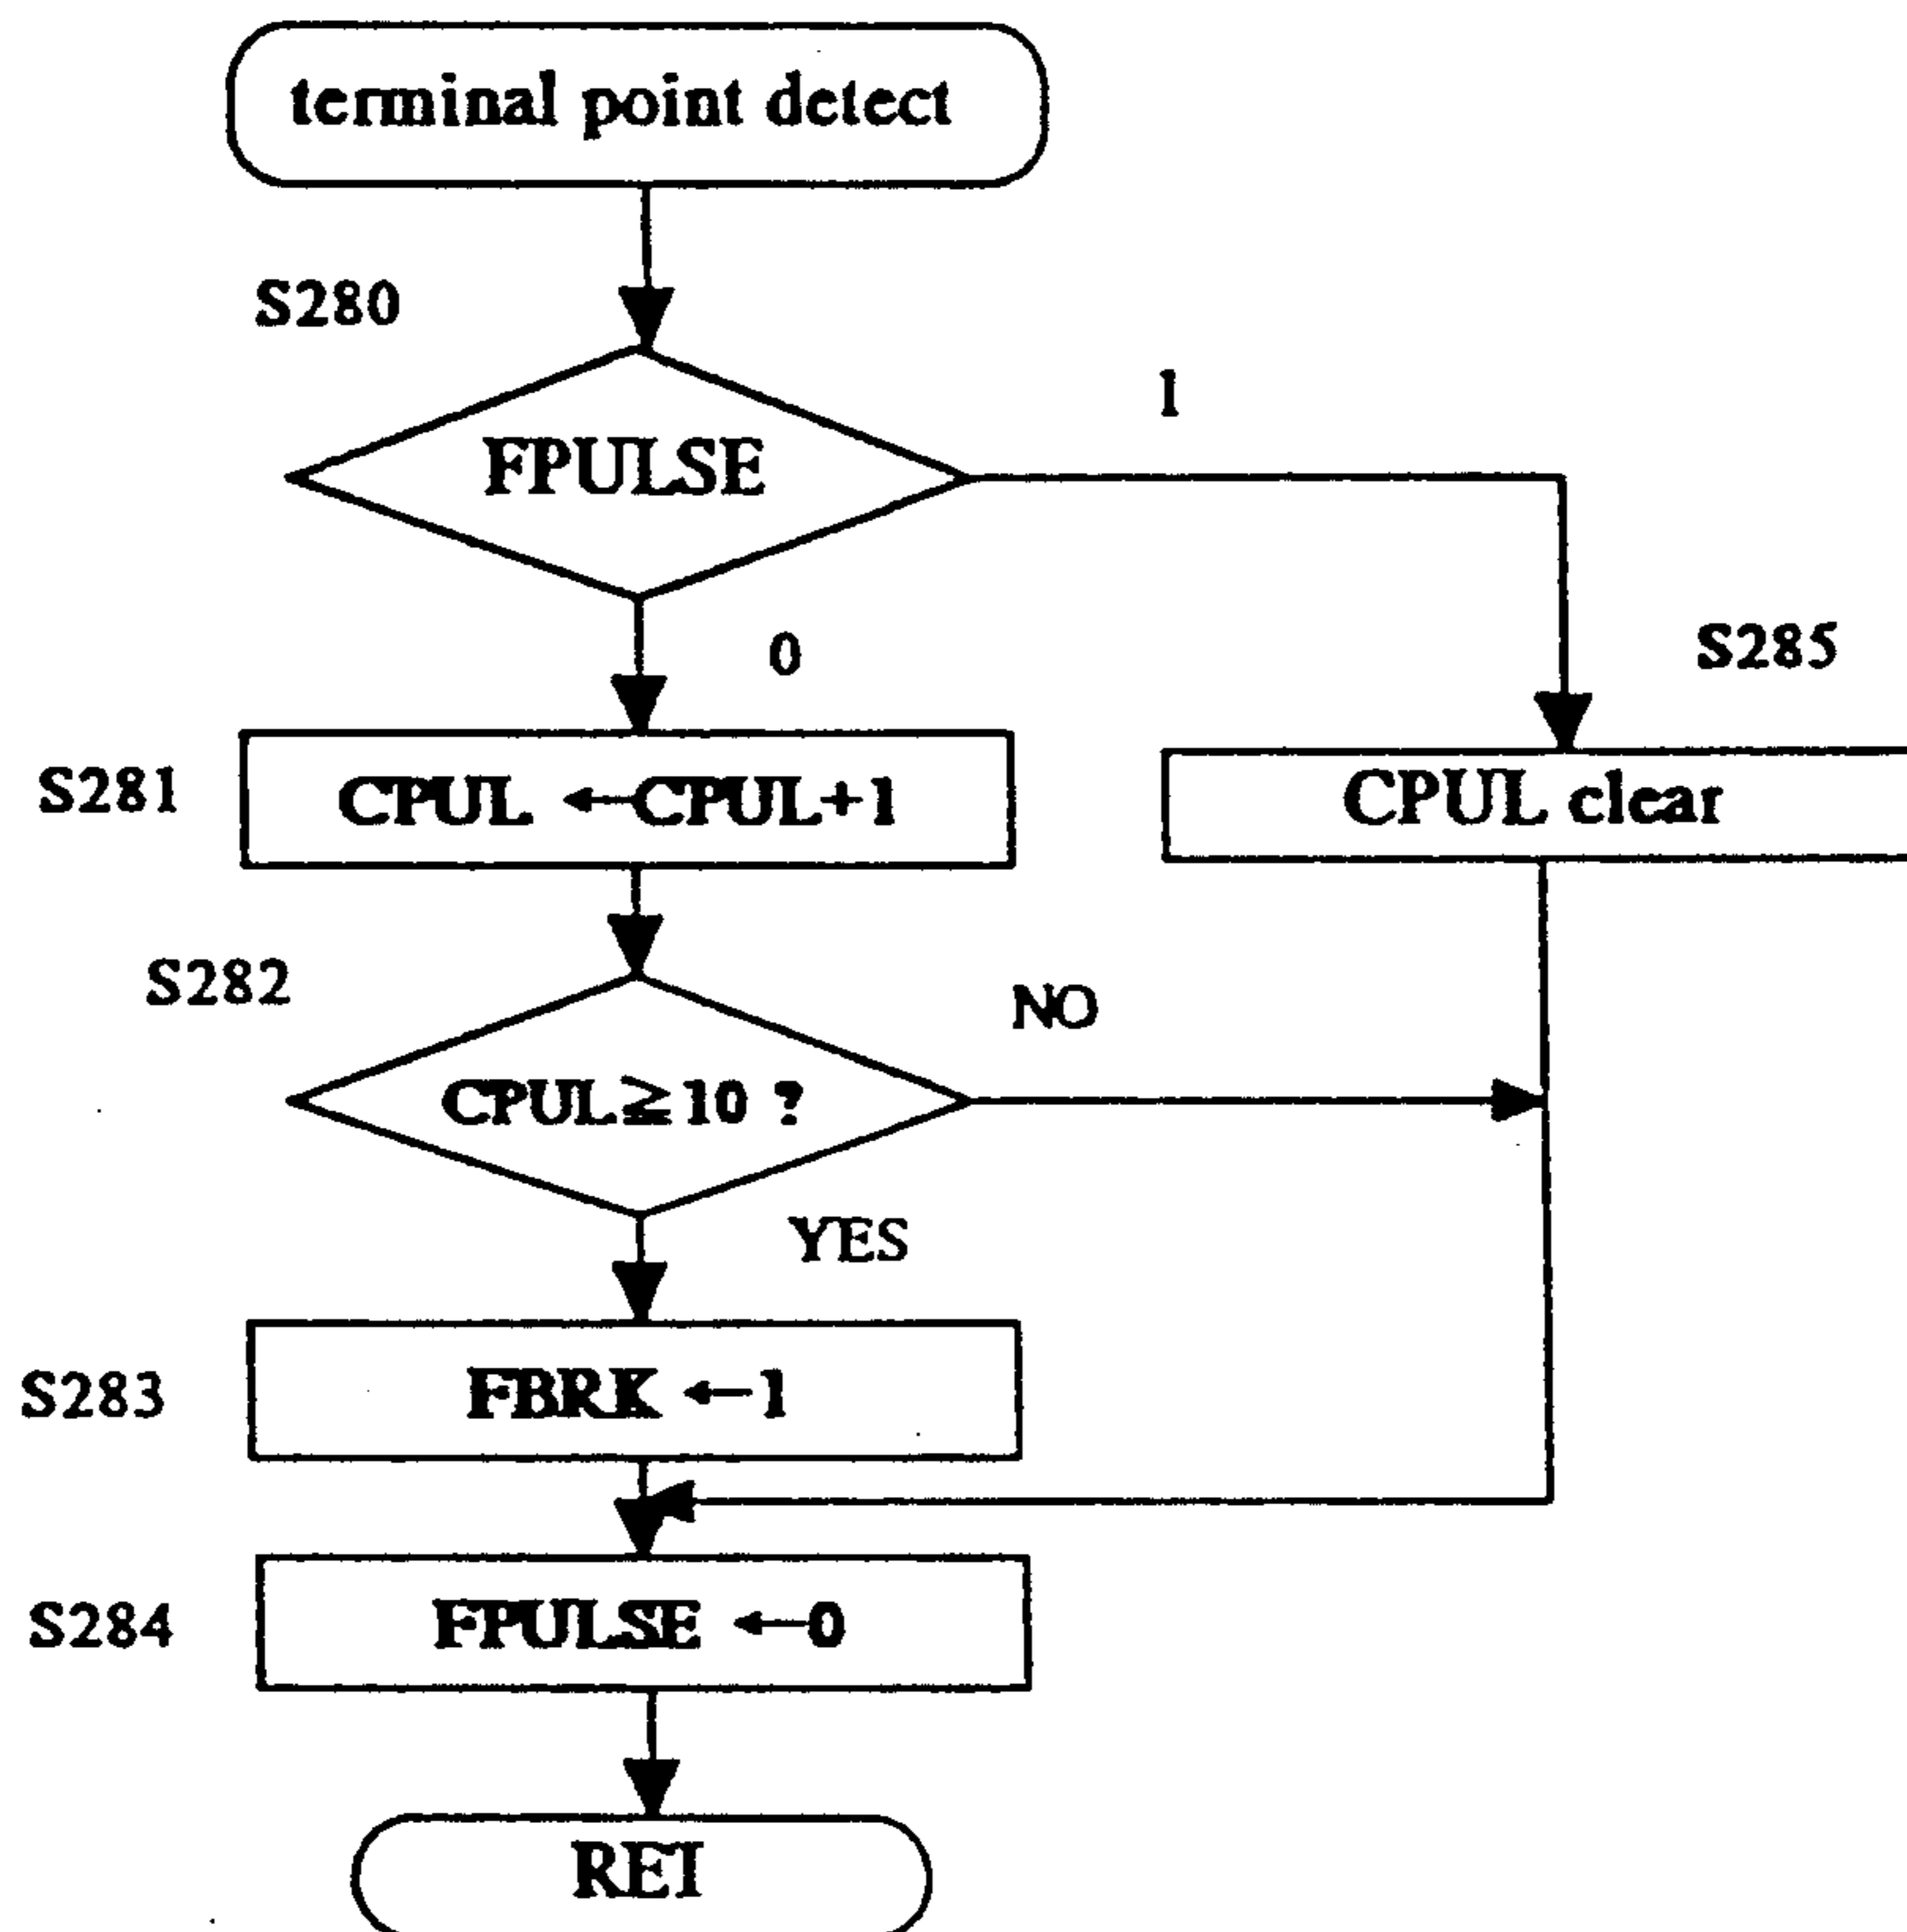 terminal point detect
S280
FPULSE
1
0
S285
S281
CPUL ←CPUL+1
CPUL clear
S282
NO
CPUL≧10 ?
YES
S283
FBRK ←1
S284
FPULSE ←0
REI